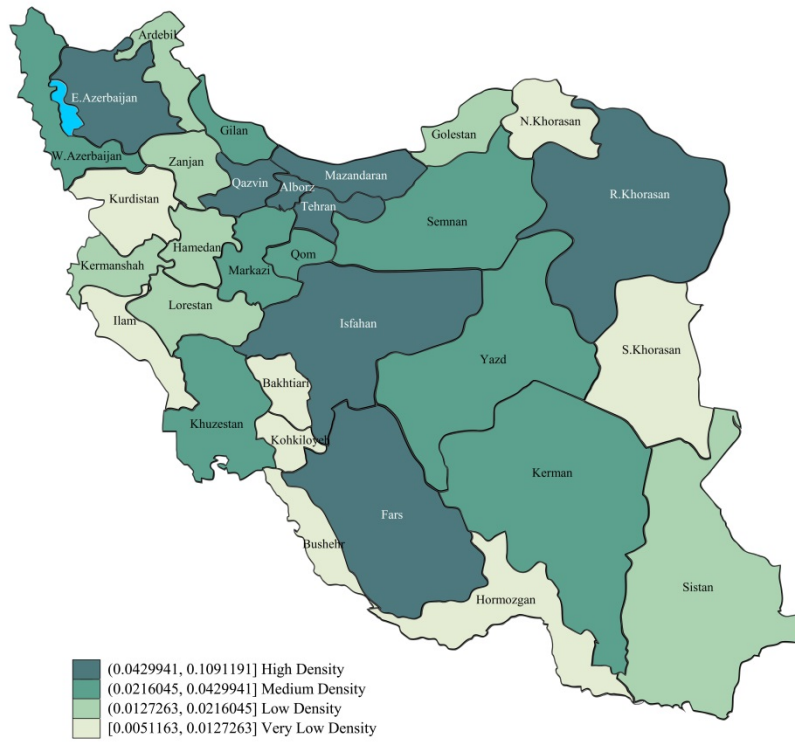 Ardebil
E.Azerbaijan
N.Khorasan
Gilan
Golestan
W.Azerbaijan
Zanjan
Mazandaran
Qazvin
Alborz
R.Khorasan
Kurdistan
Tehran
Semnan
Hamedan
Qom
Kermanshah
Markazi
Lorestan
Ilam
Isfahan
S.Khorasan
Yazd
Bakhtiari
Khuzestan
Kohkiloyeh
Kerman
Fars
Bushehr
Sistan
Hormozgan
(0.0429941, 0.1091191] High Density
(0.0216045, 0.0429941] Medium Density
(0.0127263, 0.0216045] Low Density
[0.0051163, 0.0127263] Very Low Density